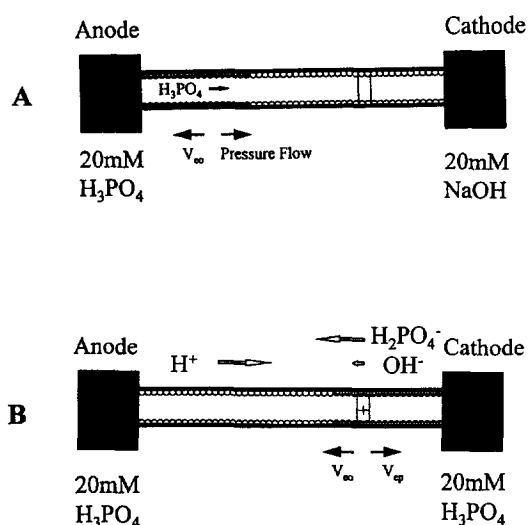 Anode
Cathode
A
H₃PO₄
V∞ Pressure Flow
20mM
H₃PO₄
20mM
NaOH
H₂PO₄⁻
Anode
H⁺
OH⁻
Cathode
B
+
V∞
Vep
20mM
H₃PO₄
20mM
H₃PO₄